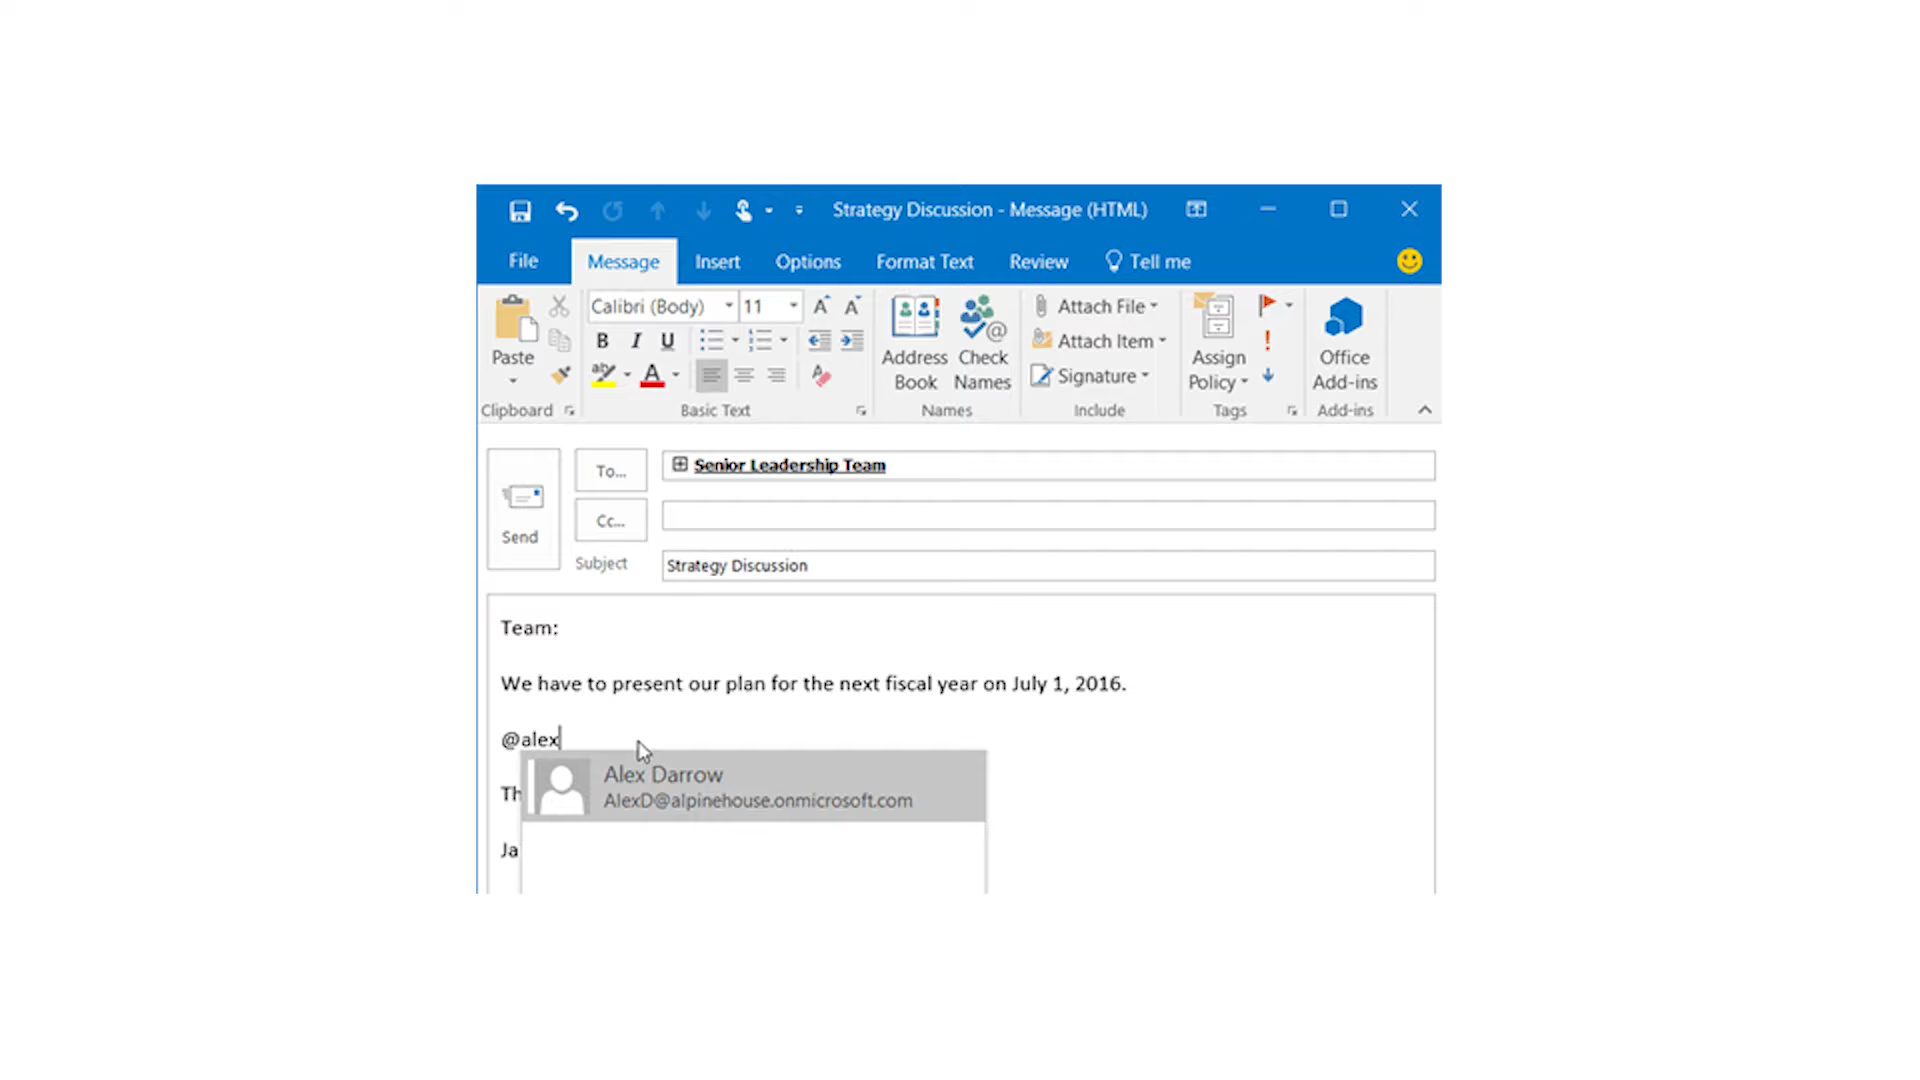 Strategy Discussion - Message (HTML)
File Message Insert Options Format Text Review Tell me
Calibri (Body) 11 A A
Paste
B I U
aby A
Clipboard
Basic Text
Address Book
Check Names
Names
Attach File
Attach Item
Signature
Include
Assign Policy
Tags
Office Add-ins
Add-ins
Send
To...
Senior Leadership Team
Cc...
Subject
Strategy Discussion
Team:
We have to present our plan for the next fiscal year on July 1, 2016.
@alex
Alex Darrow
AlexD@alpinehouse.onmicrosoft.com
Th
Ja